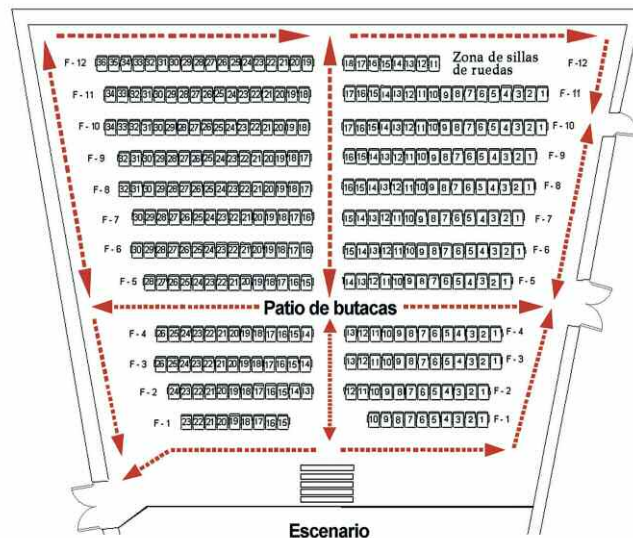 F - 12 36 35 34 33 32 31 30 29 28 27 26 25 24 23 22 21 20 19 18 17 16 15 14 13 12 11 Zona de sillas F-12
de ruedas
F - 11 34 33 32 31 30 29 28 27 26 25 24 23 22 21 20 19 18 17 16 15 14 13 12 11 10 9 8 7 6 5 4 3 2 1 F - 11
F - 10 34 33 32 31 30 29 28 27 26 25 24 23 22 21 20 19 18 17 16 15 14 13 12 11 10 9 8 7 6 5 4 3 2 1 F - 10
F - 9 32 31 30 29 28 27 26 25 24 23 22 21 20 19 18 17 16 15 14 13 12 11 10 9 8 7 6 5 4 3 2 1 F - 9
F - 8 32 31 30 29 28 27 26 25 24 23 22 21 20 19 18 17 16 15 14 13 12 11 10 9 8 7 6 5 4 3 2 1 F - 8
F - 7 30 29 28 27 26 25 24 23 22 21 20 19 18 17 16 15 14 13 12 11 10 9 8 7 6 5 4 3 2 1 F - 7
F - 6 30 29 28 27 26 25 24 23 22 21 20 19 18 17 16 15 14 13 12 11 10 9 8 7 6 5 4 3 2 1 F - 6
F - 5 28 27 26 25 24 23 22 21 20 19 18 17 16 15 14 13 12 11 10 9 8 7 6 5 4 3 2 1 F - 5
Patio de butacas
F - 4 26 25 24 23 22 21 20 19 18 17 16 15 14 13 12 11 10 9 8 7 6 5 4 3 2 1 F - 4
F - 3 26 25 24 23 22 21 20 19 18 17 16 15 14 13 12 11 10 9 8 7 6 5 4 3 2 1 F - 3
F - 2 24 23 22 21 20 19 18 17 16 15 14 13 12 11 10 9 8 7 6 5 4 3 2 1 F - 2
F - 1 23 22 21 20 19 18 17 16 15 10 9 8 7 6 5 4 3 2 1 F - 1
Escenario